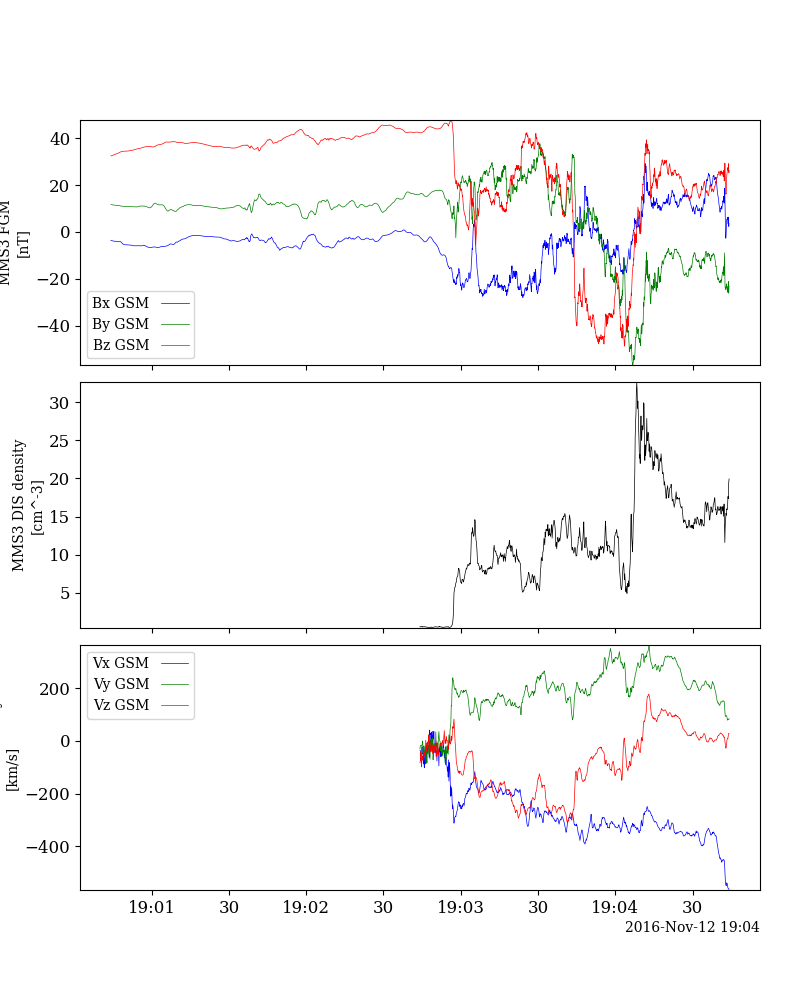 40
20
0
−20
−40
MMS3 FGM
[nT]
Bx GSM
By GSM
Bz GSM
30
25
20
15
10
5
MMS3 DIS density
[cm^-3]
Vx GSM
Vy GSM
Vz GSM
200
0
−200
−400
[km/s]
19:01
30
19:02
30
19:03
30
19:04
30
2016-Nov-12 19:04